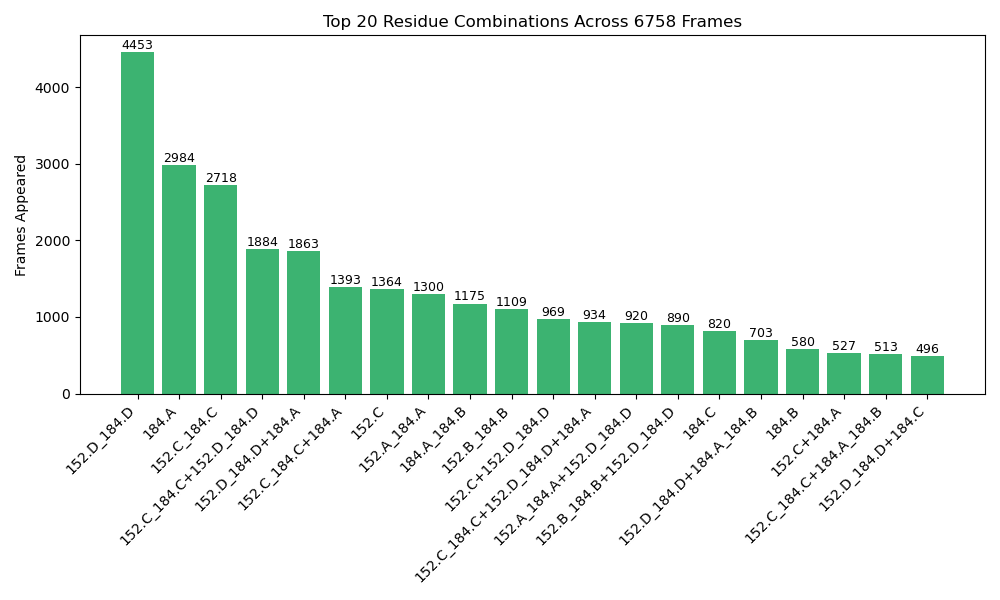 Top 20 Residue Combinations Across 6758 Frames
Frames Appeared
4000
3000
2000
1000
0
4453
2984
2718
1884
1863
1393
1364
1300
1175
1109
969
934
920
890
820
703
580
527
513
496
152.D_184.D
184.A
152.C_184.C
152.C_184.C+152.D_184.D
152.D_184.D+184.A
152.C_184.C+184.A
152.C
152.A_184.A
184.A_184.B
152.B_184.B
152.C+152.D_184.D
152.C_184.C+152.D_184.D+184.A
152.A_184.A+152.D_184.D
152.B_184.B+152.D_184.D
184.C
152.D_184.D+184.A_184.B
184.B
152.C+184.A
152.C_184.C+184.A_184.B
152.D_184.D+184.C